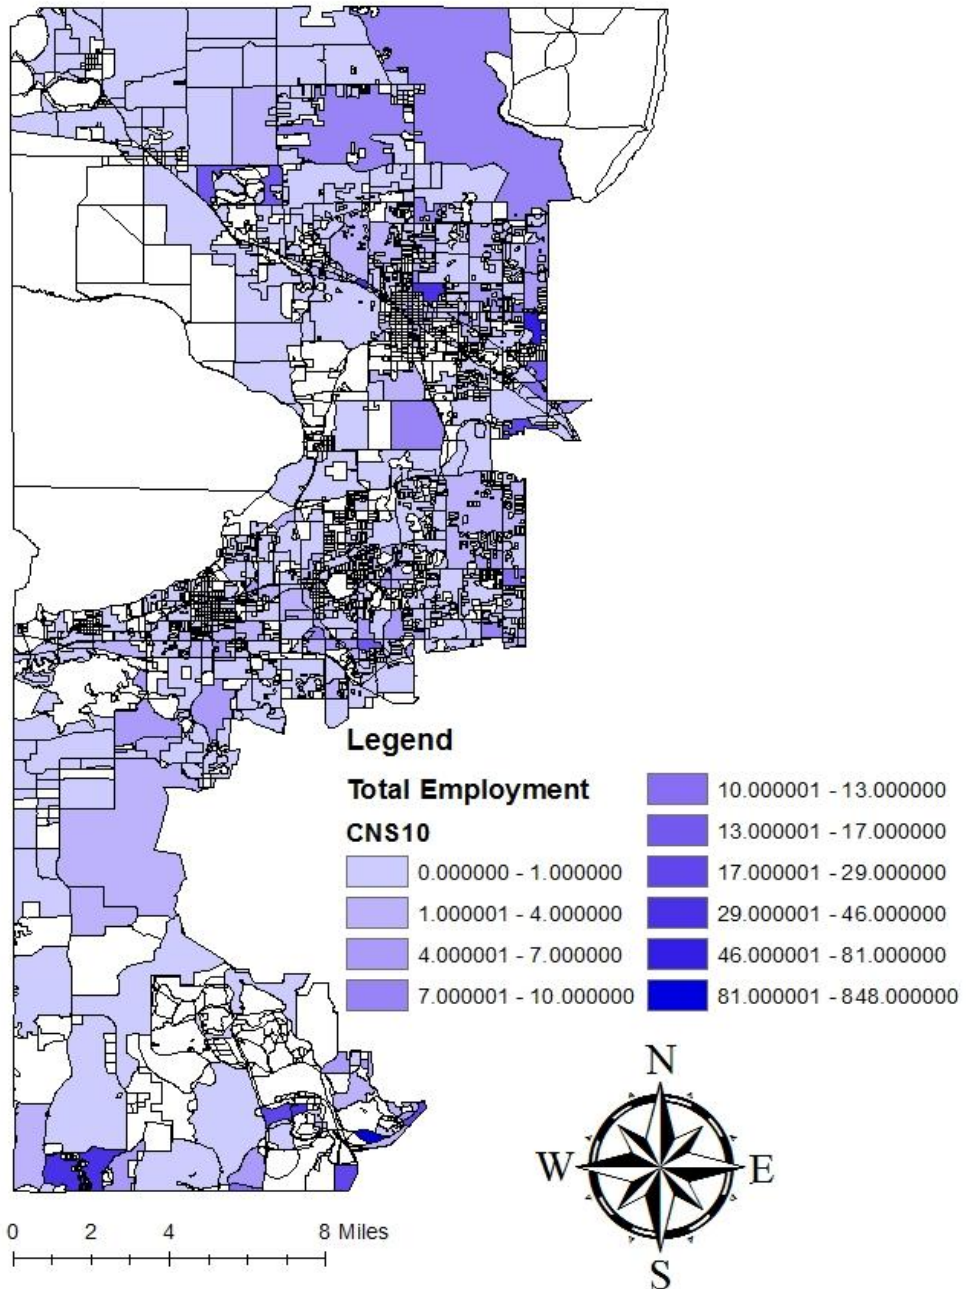 Legend
Total Employment
CNS10
0.000000 - 1.000000
1.000001 - 4.000000
4.000001 - 7.000000
7.000001 - 10.000000
10.000001 - 13.000000
13.000001 - 17.000000
17.000001 - 29.000000
29.000001 - 46.000000
46.000001 - 81.000000
81.000001 - 848.000000
N
W E
S
0 2 4 8 Miles